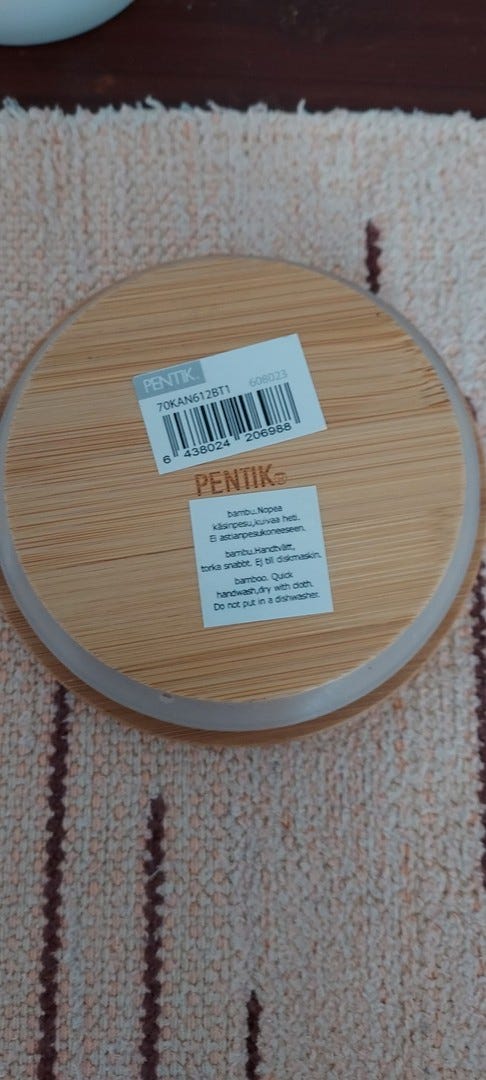 PENTIK
608023
70KAN612BT1
6 438024 206988
PENTIK
bambu.Nopea
käsinpesu,kuivaa heti.
Ei astianpesukoneeseen.
bambu.Handtvätt,
torka snabbt. Ej till diskmaskin.
bamboo. Quick
handwash,dry with cloth.
Do not put in a dishwasher.